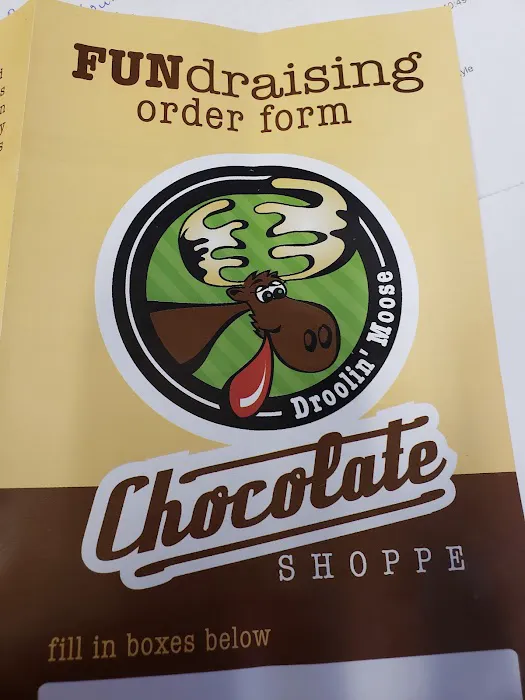 FUNdraising
order form
Droolin' Moose
Chocolate
SHOPPE
fill in boxes below